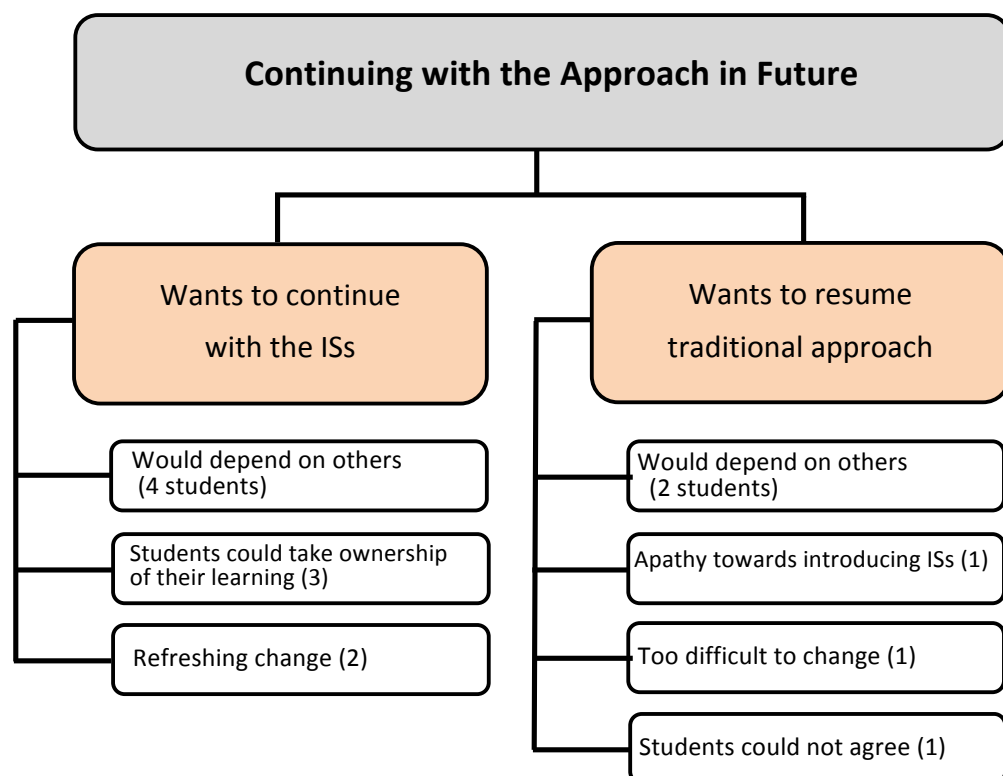 Continuing with the Approach in Future
Wants to continue
with the ISs
Would depend on others
(4 students)
Students could take ownership
of their learning (3)
Refreshing change (2)
Wants to resume
traditional approach
Would depend on others
(2 students)
Apathy towards introducing ISs (1)
Too difficult to change (1)
Students could not agree (1)